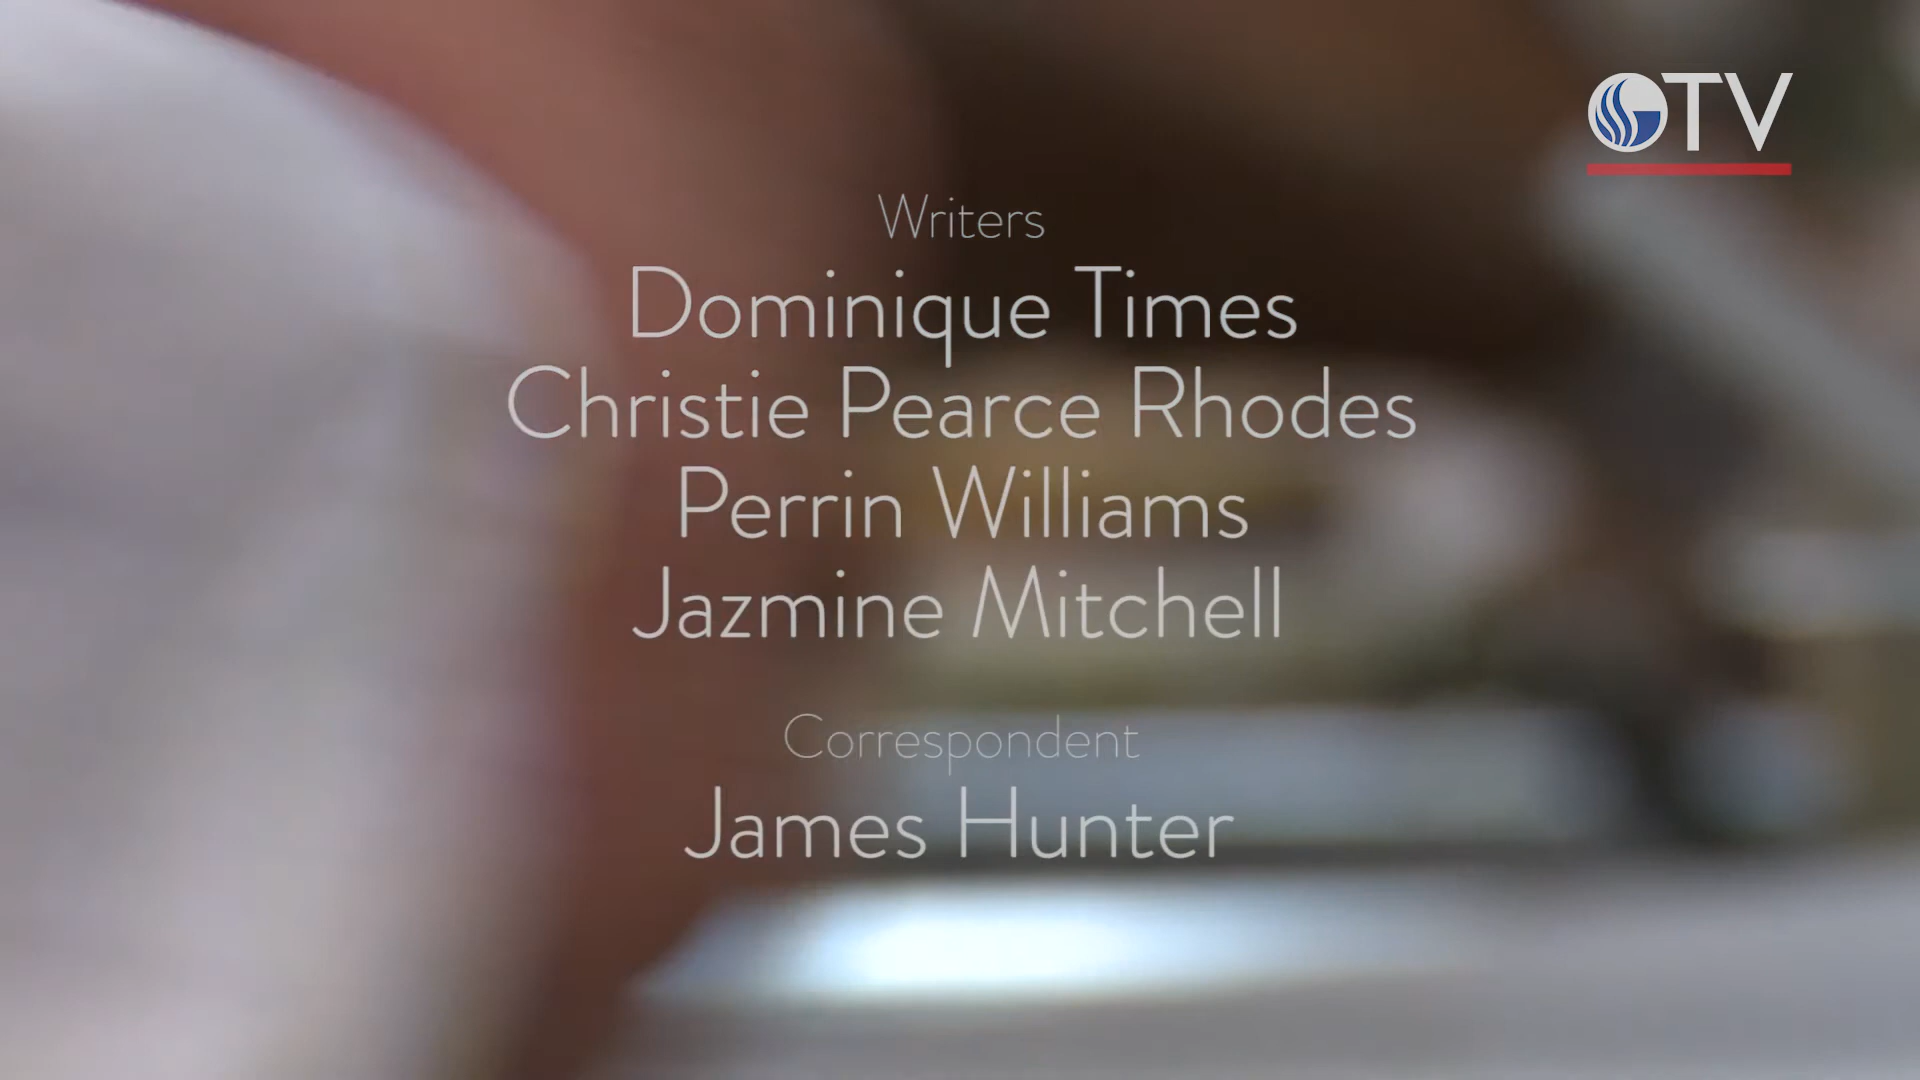 TV
Writers
Dominique Times
Christie Pearce Rhodes
Perrin Williams
Jazmine Mitchell
Correspondent
James Hunter